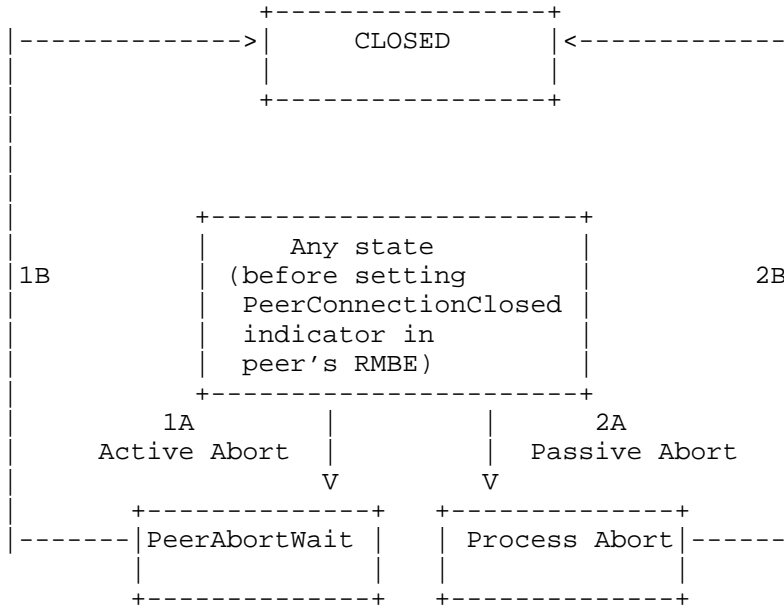 CLOSED
Any state
1B (before setting 2B
PeerConnectionClosed
indicator in
peer's RMBE)
1A 2A
Active Abort Passive Abort
V V
PeerAbortWait Process Abort